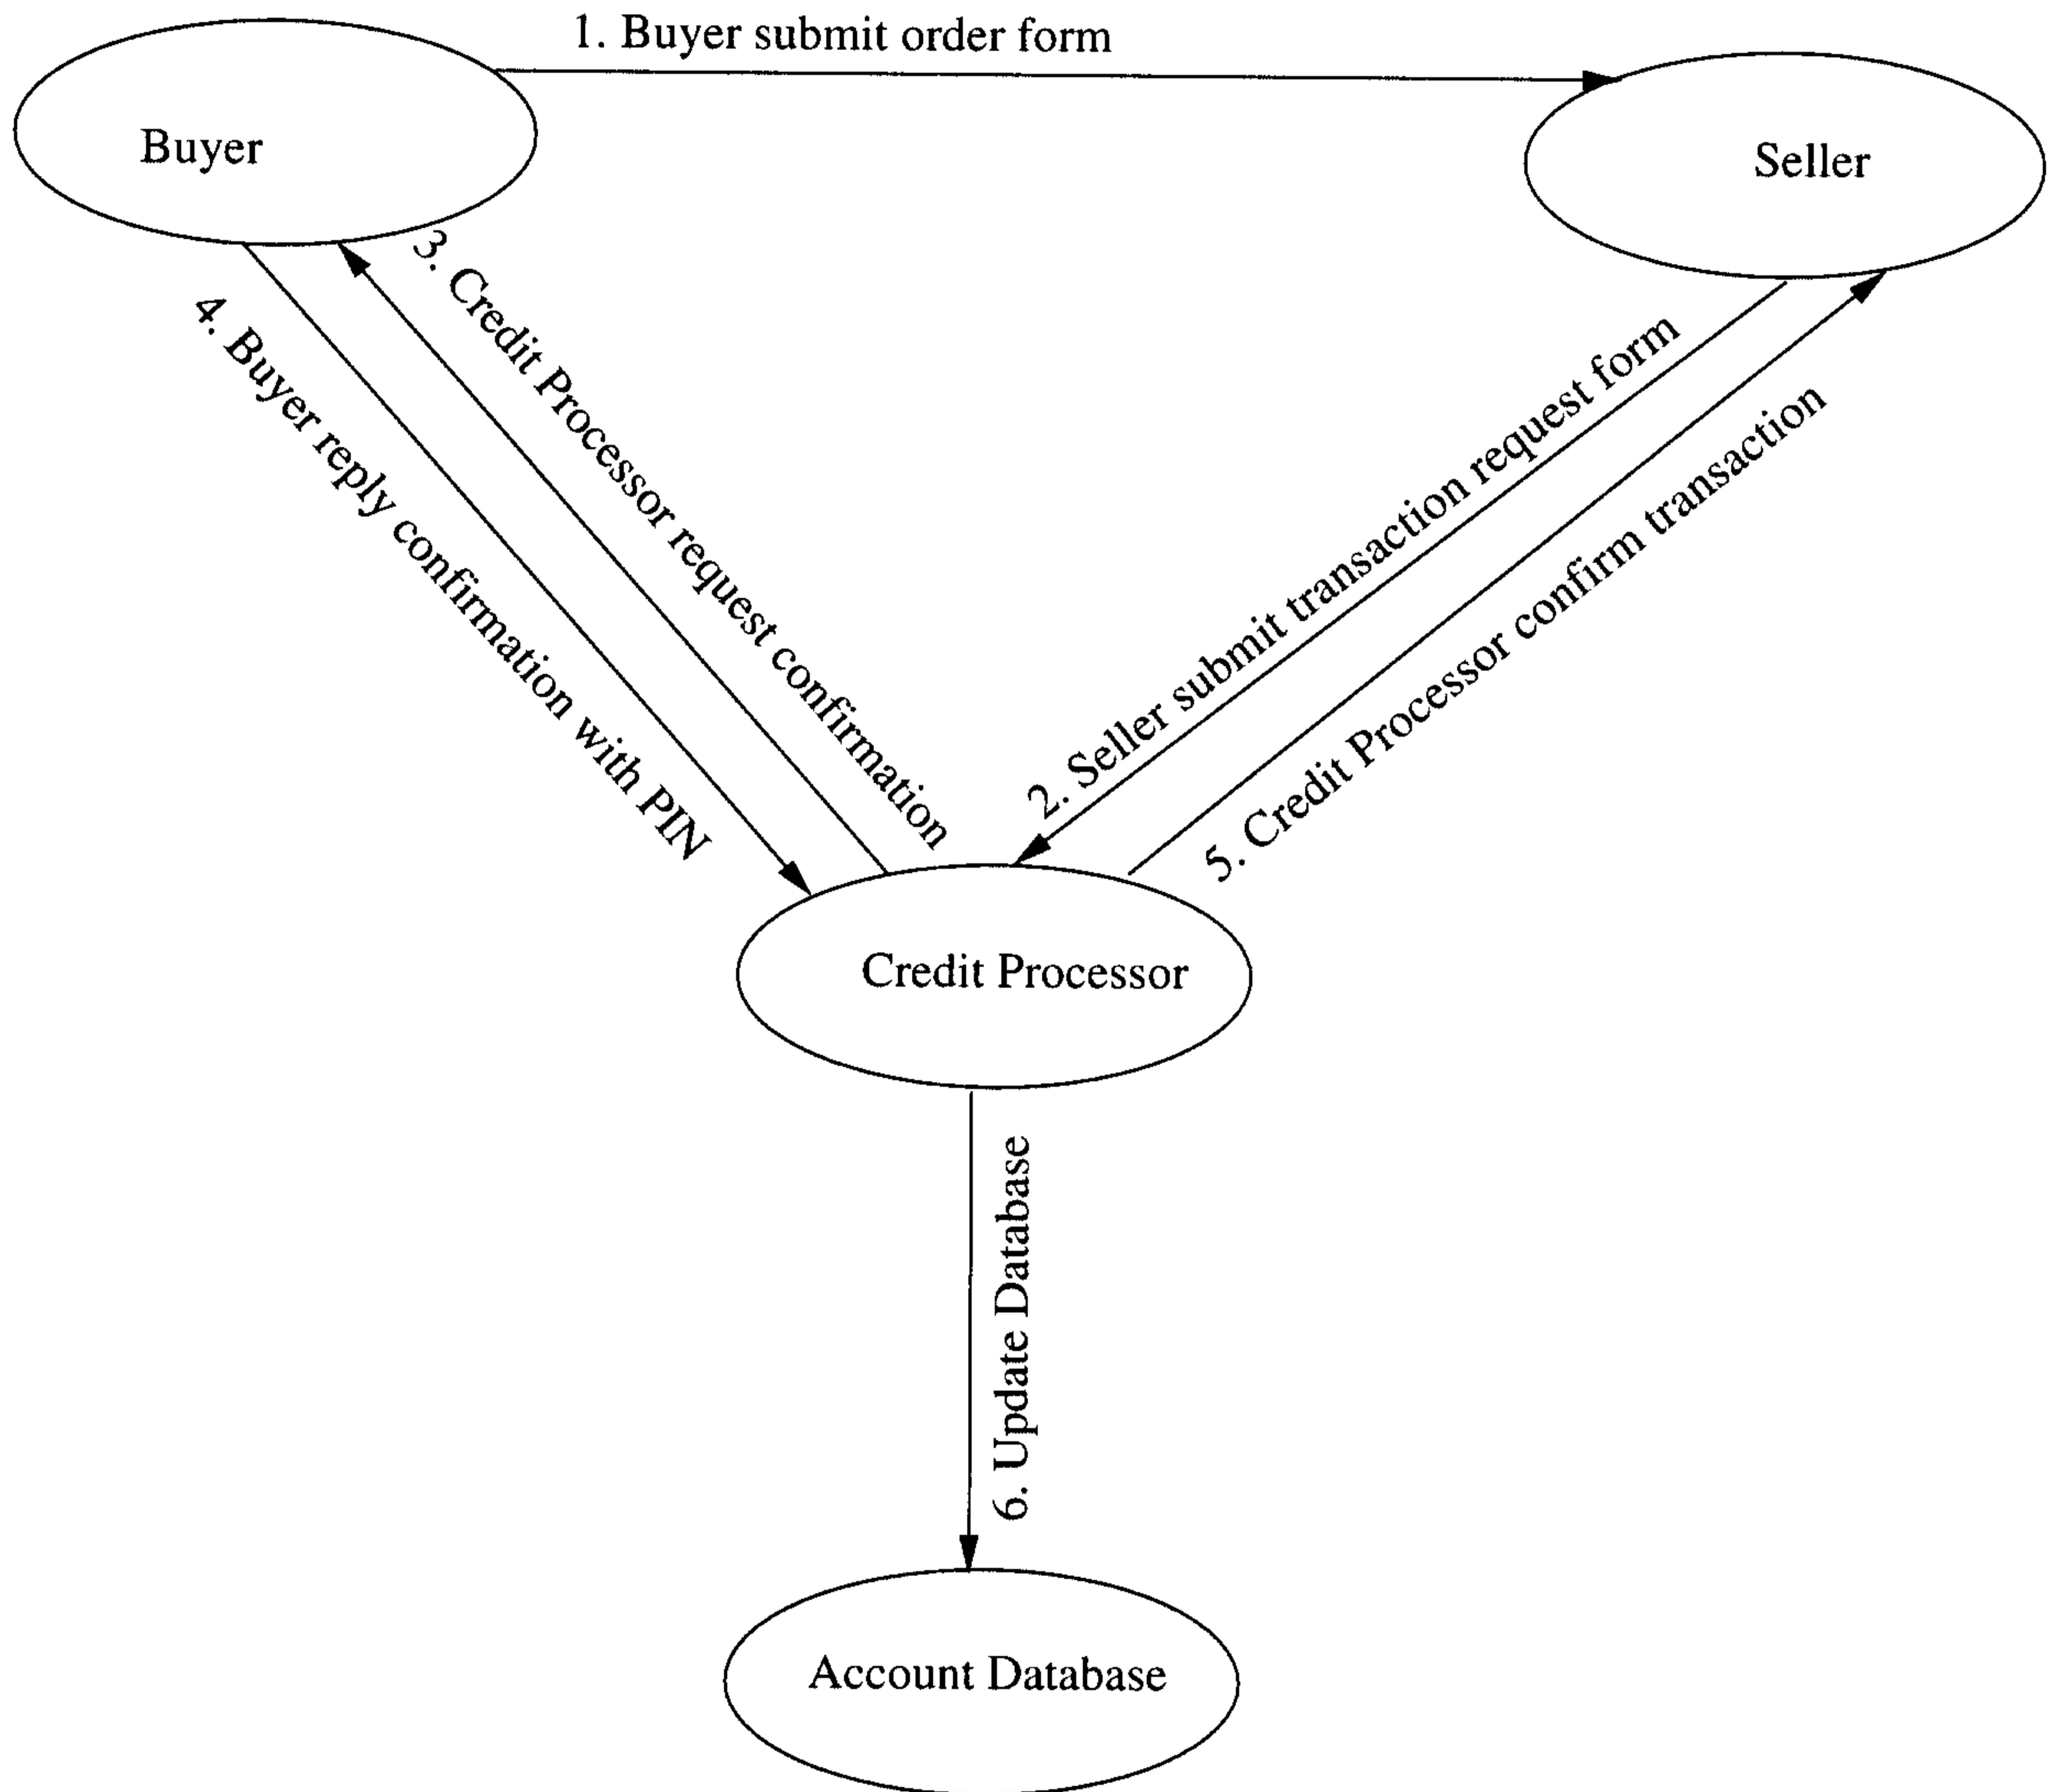 1. Buyer submit order form
Buyer
Seller
3. Credit Processor request confirmation
4. Buyer reply confirmation with PIN
2. Seller submit transaction request form
5. Credit Processor confirm transaction
Credit Processor
6. Update Database
Account Database